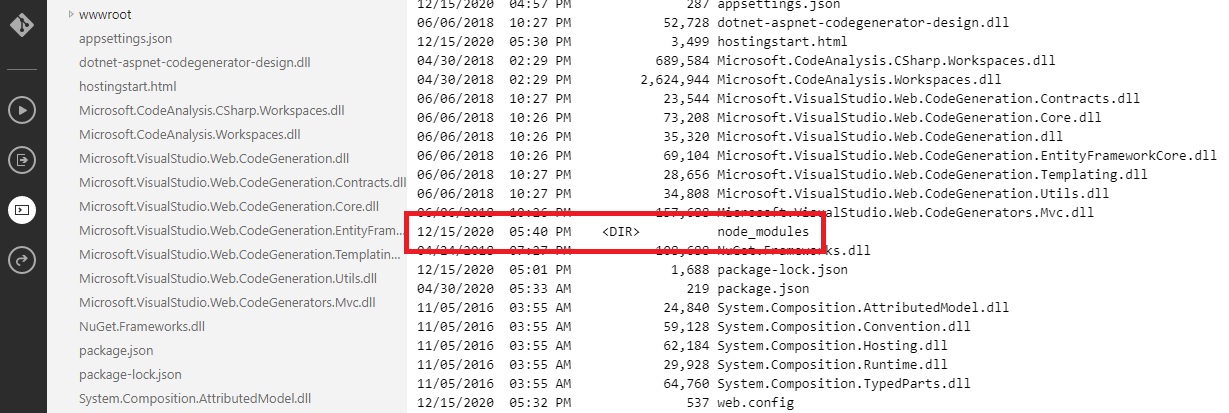 wwwroot
appsettings.json
dotnet-aspnet-codegenerator-design.dll
hostingstart.html
Microsoft.CodeAnalysis.CSharp.Workspaces.dll
Microsoft.CodeAnalysis.Workspaces.dll
Microsoft.VisualStudio.Web.CodeGeneration.dll
Microsoft.VisualStudio.Web.CodeGeneration.Contracts.dll
Microsoft.VisualStudio.Web.CodeGeneration.Core.dll
Microsoft.VisualStudio.Web.CodeGeneration.EntityFram...
Microsoft.VisualStudio.Web.CodeGeneration.Templatin...
Microsoft.VisualStudio.Web.CodeGeneration.Utils.dll
Microsoft.VisualStudio.Web.CodeGenerators.Mvc.dll
NuGet.Frameworks.dll
package.json
package-lock.json
System.Composition.AttributedModel.dll
12/15/2020 04:57 PM 287 appsettings.json
06/06/2018 10:27 PM 52,728 dotnet-aspnet-codegenerator-design.dll
12/15/2020 05:30 PM 3,499 hostingstart.html
04/30/2018 02:29 PM 689,584 Microsoft.CodeAnalysis.CSharp.Workspaces.dll
04/30/2018 02:29 PM 2,624,944 Microsoft.CodeAnalysis.Workspaces.dll
06/06/2018 10:27 PM 23,544 Microsoft.VisualStudio.Web.CodeGeneration.Contracts.dll
06/06/2018 10:26 PM 73,208 Microsoft.VisualStudio.Web.CodeGeneration.Core.dll
06/06/2018 10:26 PM 35,320 Microsoft.VisualStudio.Web.CodeGeneration.dll
06/06/2018 10:26 PM 69,104 Microsoft.VisualStudio.Web.CodeGeneration.EntityFrameworkCore.dll
06/06/2018 10:27 PM 28,656 Microsoft.VisualStudio.Web.CodeGeneration.Templating.dll
06/06/2018 10:27 PM 34,808 Microsoft.VisualStudio.Web.CodeGeneration.Utils.dll
06/06/2018 10:26 PM Microsoft.VisualStudio.Web.CodeGenerators.Mvc.dll
12/15/2020 05:40 PM <DIR> node_modules
04/24/2018 07:27 PM NuGet.Frameworks.dll
12/15/2020 05:01 PM 1,688 package-lock.json
04/30/2020 05:33 AM 219 package.json
11/05/2016 03:55 AM 24,840 System.Composition.AttributedModel.dll
11/05/2016 03:55 AM 59,128 System.Composition.Convention.dll
11/05/2016 03:55 AM 62,184 System.Composition.Hosting.dll
11/05/2016 03:55 AM 29,928 System.Composition.Runtime.dll
11/05/2016 03:55 AM 64,760 System.Composition.TypedParts.dll
12/15/2020 05:32 PM 537 web.config